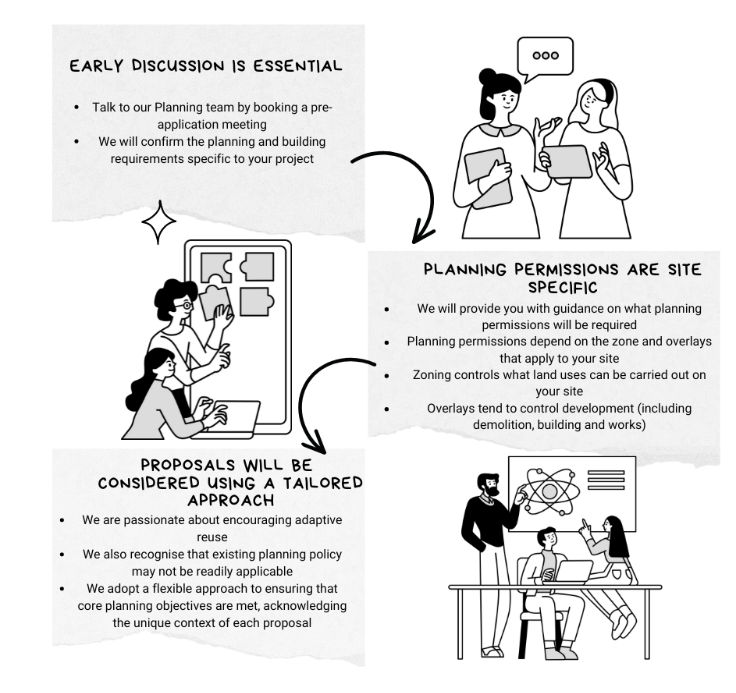 EARLY DISCUSSION IS ESSENTIAL
• Talk to our Planning team by booking a pre-
application meeting
• We will confirm the planning and building
requirements specific to your project
PLANNING PERMISSIONS ARE SITE
SPECIFIC
• We will provide you with guidance on what planning
permissions will be required
• Planning permissions depend on the zone and overlays
that apply to your site
• Zoning controls what land uses can be carried out on
your site
• Overlays tend to control development (including
demolition, building and works)
PROPOSALS WILL BE
CONSIDERED USING A TAILORED
APPROACH
• We are passionate about encouraging adaptive
reuse
• We also recognise that existing planning policy
may not be readily applicable
• We adopt a flexible approach to ensuring that
core planning objectives are met, acknowledging
the unique context of each proposal